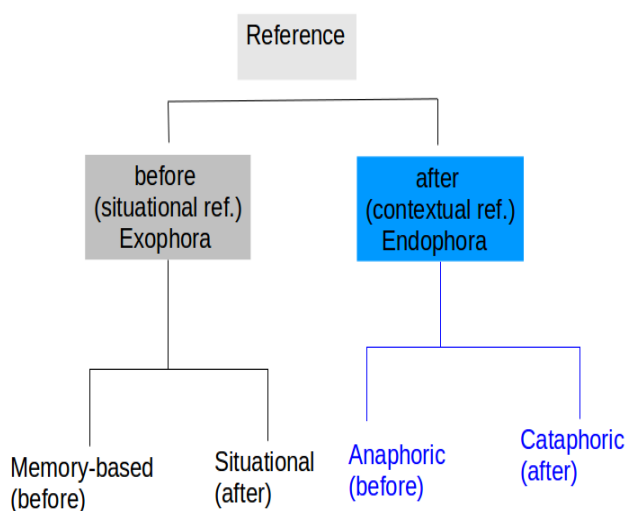 Reference
before
(situational ref.)
Exophora
after
(contextual ref.)
Endophora
Memory-based
(before)
Situational
(after)
Anaphoric
(before)
Cataphoric
(after)